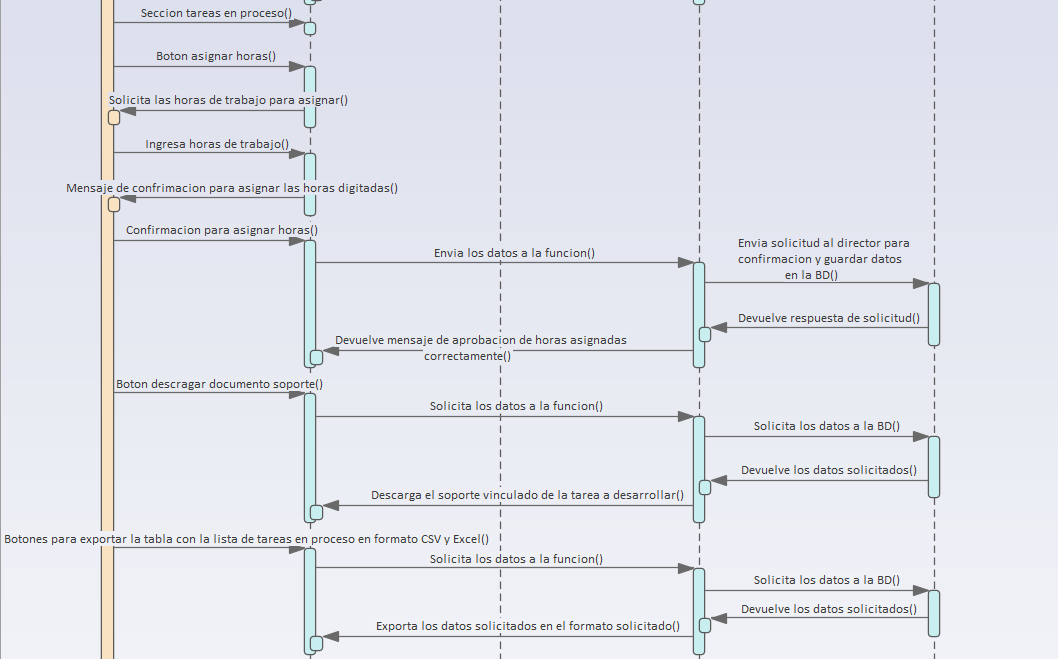 Seccion tareas en proceso()
Boton asignar horas()
Solicita las horas de trabajo para asignar()
Ingresa horas de trabajo()
Mensaje de confrimacion para asignar las horas digitadas()
Confirmacion para asignar horas()
Envia los datos a la funcion()
Envia solicitud al director para
confirmacion y guardar datos
en la BD()
Devuelve respuesta de solicitud()
Devuelve mensaje de aprobacion de horas asignadas
correctamente()
Boton descragar documento soporte()
Solicita los datos a la funcion()
Solicita los datos a la BD()
Devuelve los datos solicitados()
Descarga el soporte vinculado de la tarea a desarrollar()
Botones para exportar la tabla con la lista de tareas en proceso en formato CSV y Excel()
Solicita los datos a la funcion()
Solicita los datos a la BD()
Devuelve los datos solicitados()
Exporta los datos solicitados en el formato solicitado()